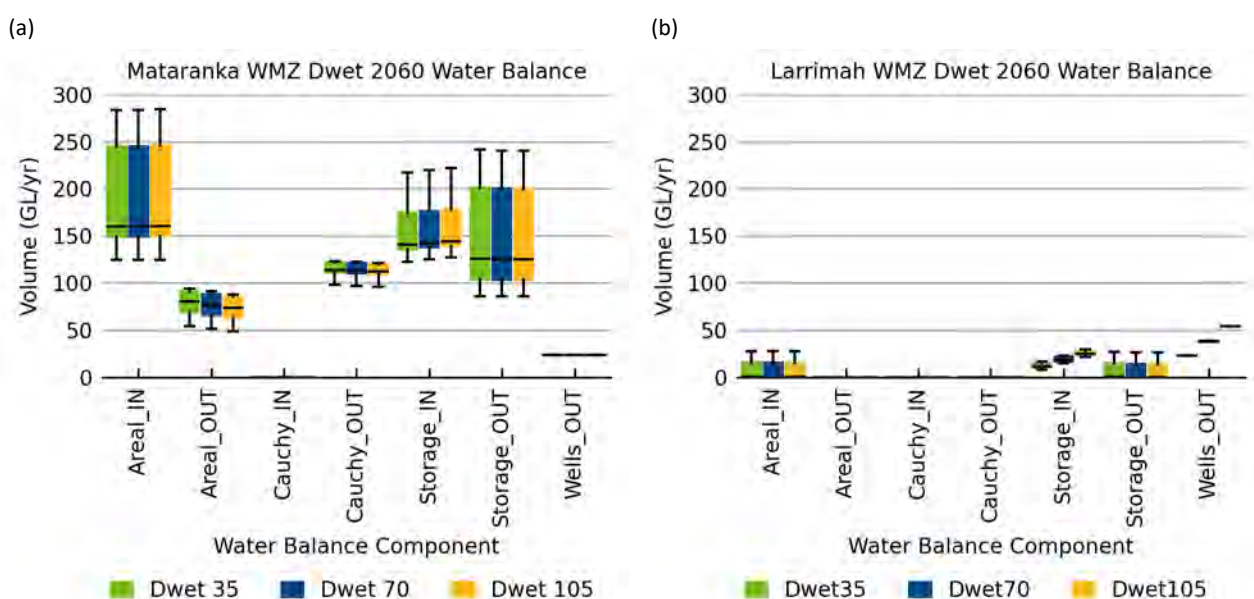 (a)
Mataranka WMZ Dwet 2060 Water Balance
300
250
200
150
100
50
0
Volume (GL/yr)
Areal_IN
Areal_OUT
Cauchy_IN
Cauchy_OUT
Storage_IN
Storage_OUT
Wells_OUT
Water Balance Component
Dwet 35 Dwet 70 Dwet 105
(b)
Larrimah WMZ Dwet 2060 Water Balance
300
250
200
150
100
50
0
Volume (GL/yr)
Areal_IN
Areal_OUT
Cauchy_IN
Cauchy_OUT
Storage_IN
Storage_OUT
Wells_OUT
Water Balance Component
Dwet35 Dwet70 Dwet105